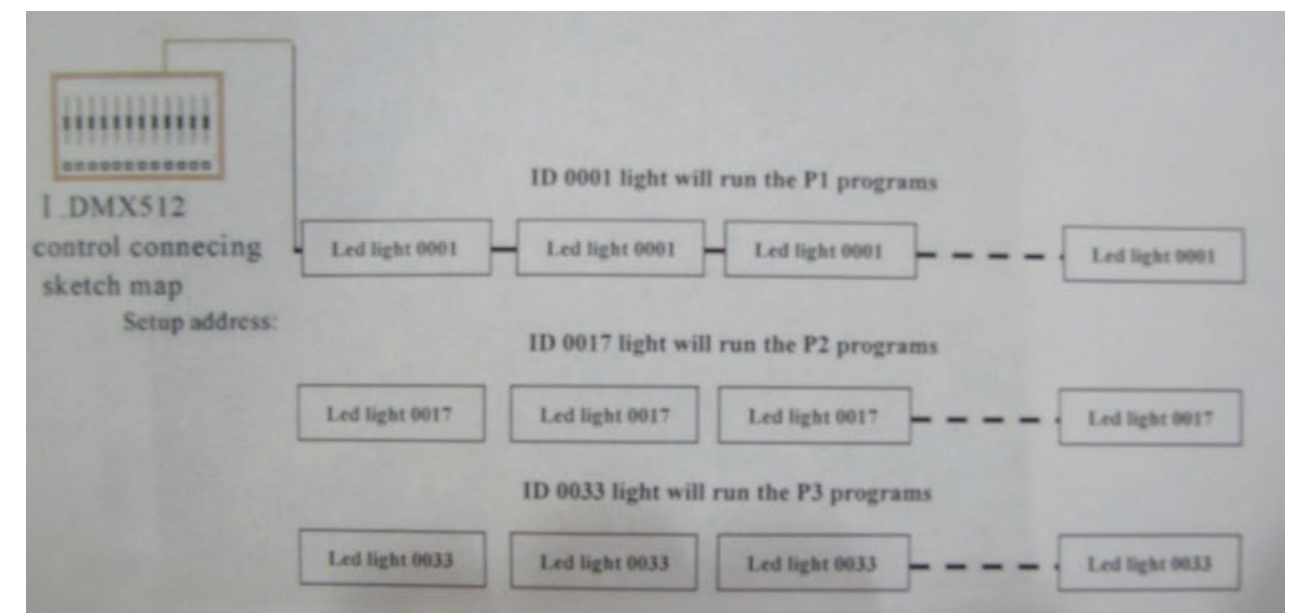 ID 0001 light will run the P1 programs
1 .DMX512
control connecing
sketch map
Setup address:
Led light 0001 Led light 0001 Led light 0001 Led light 0001
ID 0017 light will run the P2 programs
Led light 0017 Led light 0017 Led light 0017 Led light 0017
ID 0033 light will run the P3 programs
Led light 0033 Led light 0033 Led light 0033 Led light 0033